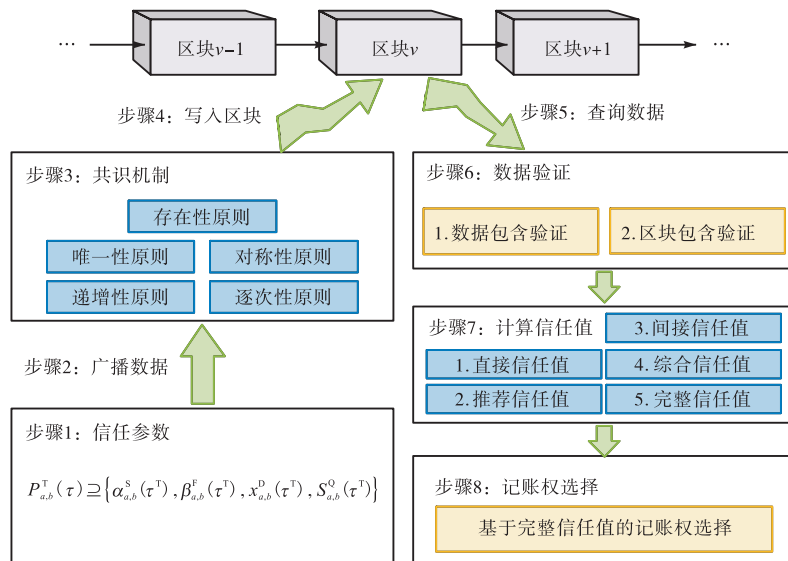 … 区块v−1 区块v 区块v+1 …
步骤4：写入区块
步骤5：查询数据
步骤3：共识机制
存在性原则
唯一性原则 对称性原则
递增性原则 逐次性原则
步骤2：广播数据
步骤1：信任参数
P_{a,b}^{T}(τ)⊇{α_{a,b}^{S}(τ^{T}),β_{a,b}^{F}(τ^{T}),x_{a,b}^{D}(τ^{T}),S_{a,b}^{Q}(τ^{T})}
步骤6：数据验证
1.数据包含验证 2.区块包含验证
步骤7：计算信任值
3.间接信任值
1.直接信任值 4.综合信任值
2.推荐信任值 5.完整信任值
步骤8：记账权选择
基于完整信任值的记账权选择